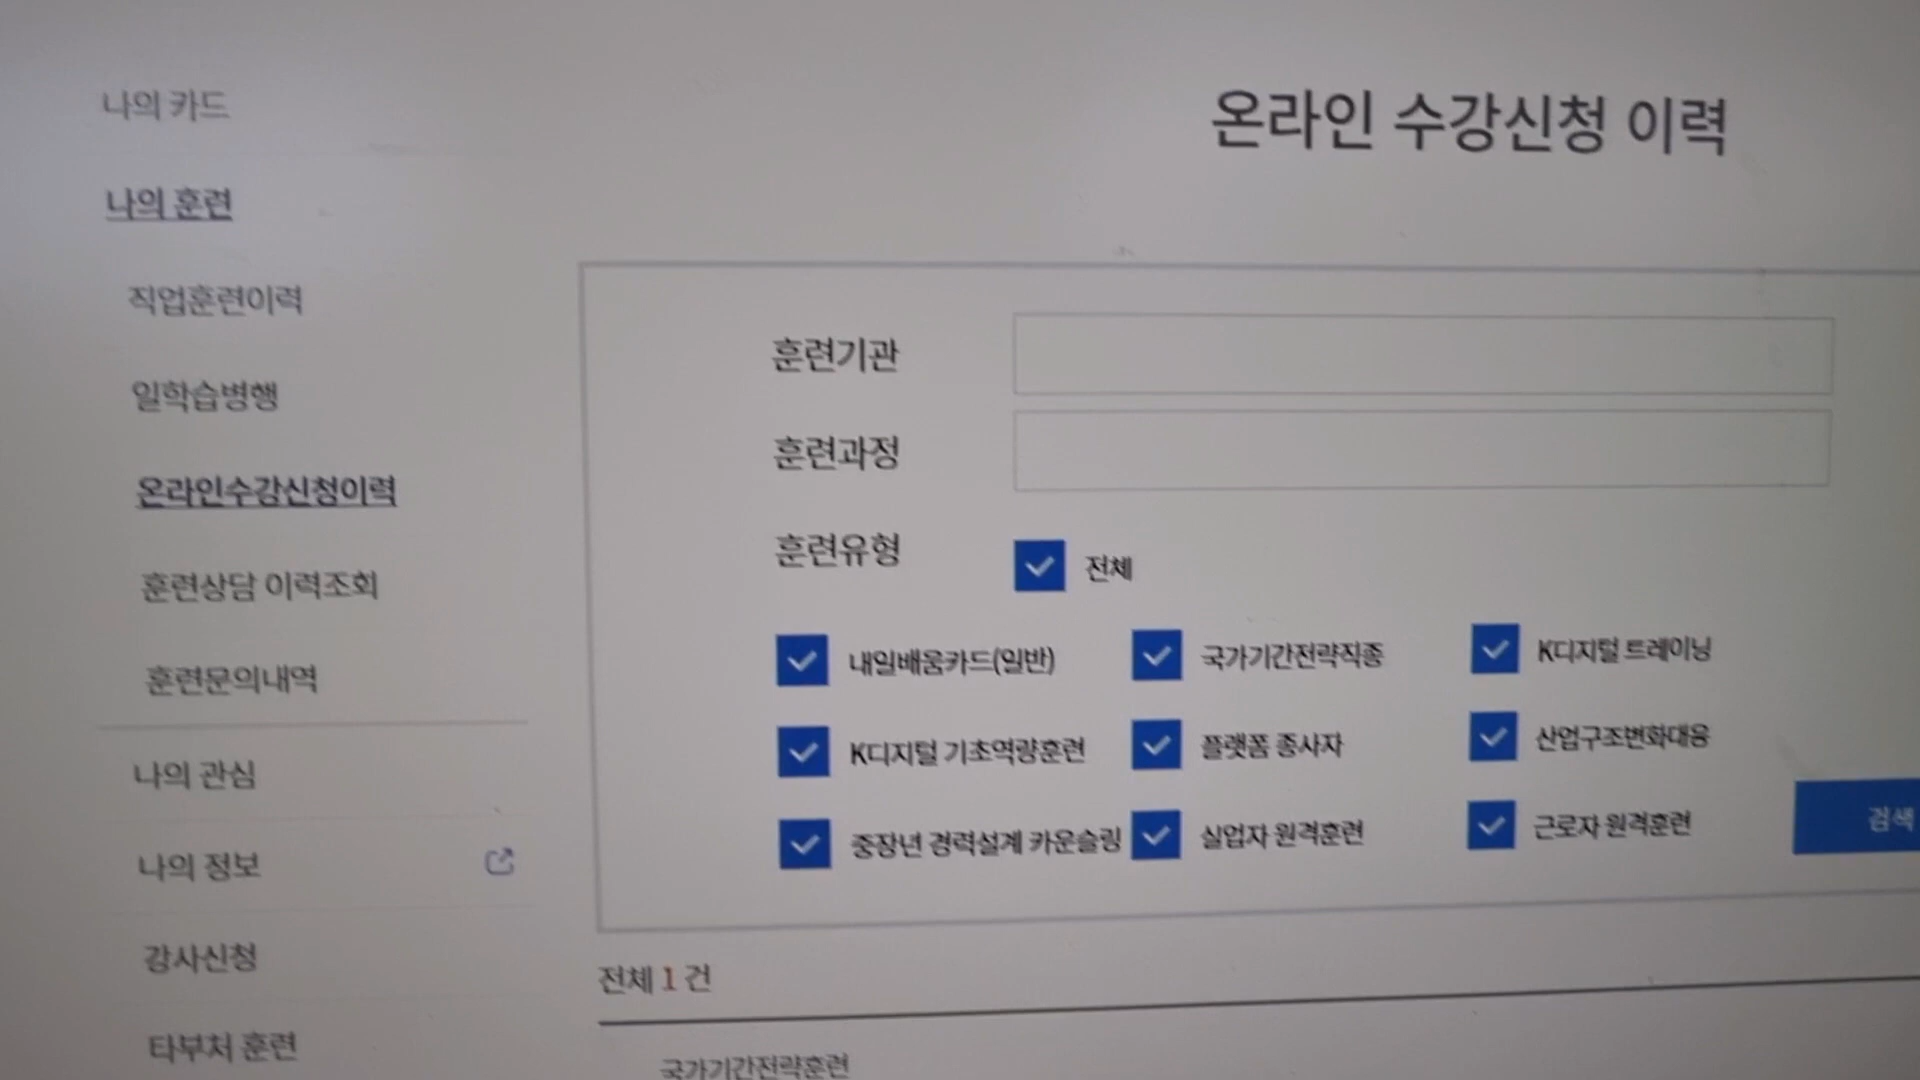 나의 카드
나의 훈련
직업훈련이력
일학습병행
온라인수강신청이력
훈련상담 이력조회
훈련문의내역
나의 관심
나의 정보
강사신청
타부처 훈련
온라인 수강신청 이력
훈련기관
훈련과정
훈련유형
전체
내일배움카드(일반) 국가기간전략직종 K디지털 트레이닝
K디지털 기초역량훈련 플랫폼 종사자 산업구조변화대응
중장년 경력설계 카운슬링 실업자 원격훈련 근로자 원격훈련
검색
전체 1 건
국가기간전략훈련